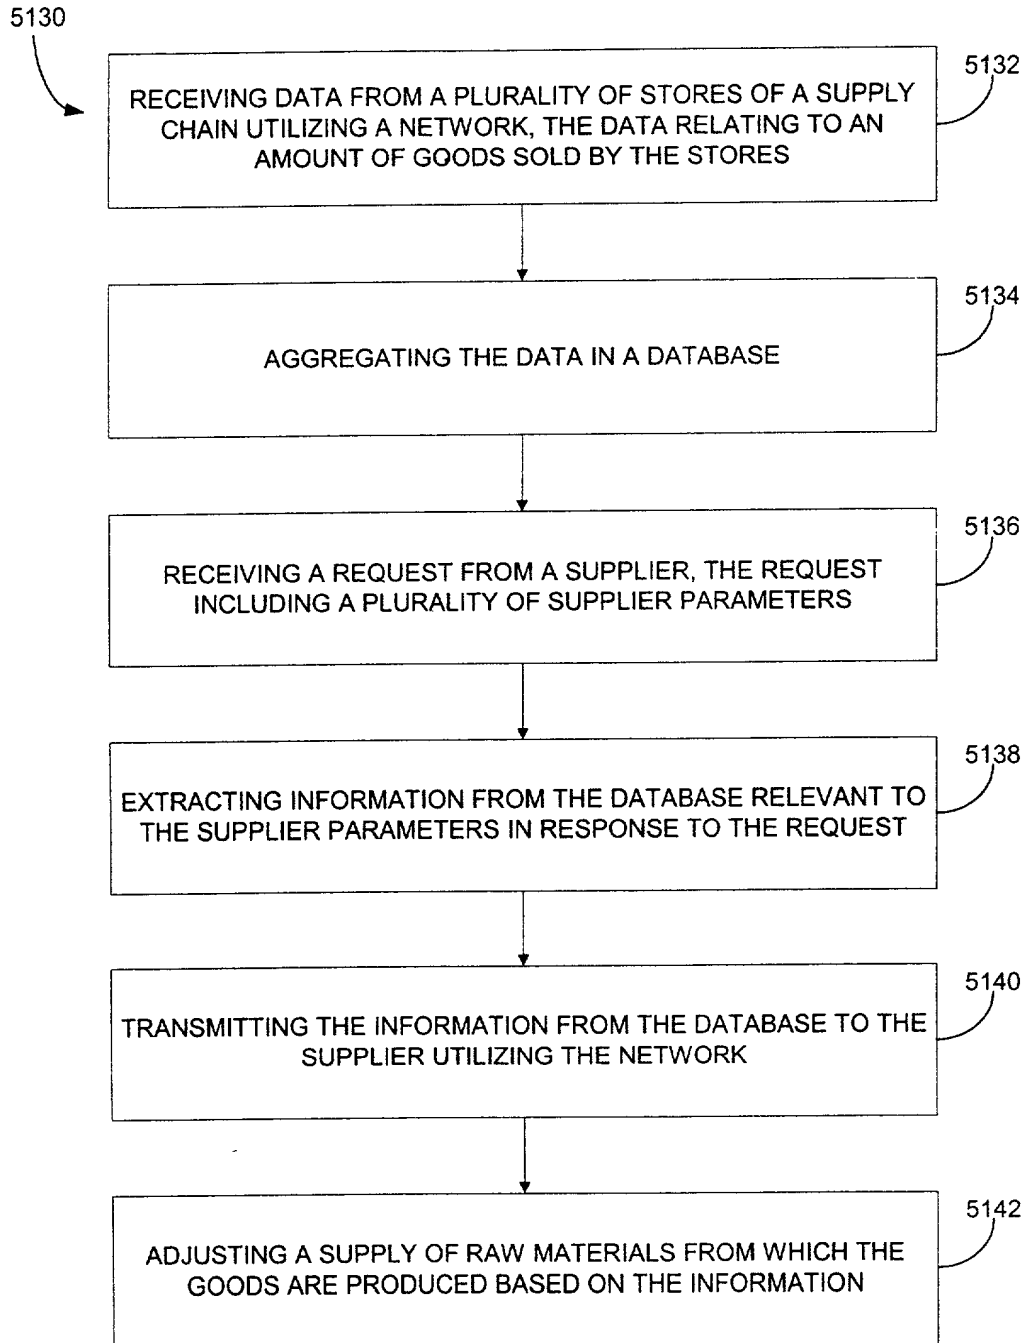 5130
5132
RECEIVING DATA FROM A PLURALITY OF STORES OF A SUPPLY
CHAIN UTILIZING A NETWORK, THE DATA RELATING TO AN
AMOUNT OF GOODS SOLD BY THE STORES
5134
AGGREGATING THE DATA IN A DATABASE
5136
RECEIVING A REQUEST FROM A SUPPLIER, THE REQUEST
INCLUDING A PLURALITY OF SUPPLIER PARAMETERS
5138
EXTRACTING INFORMATION FROM THE DATABASE RELEVANT TO
THE SUPPLIER PARAMETERS IN RESPONSE TO THE REQUEST
5140
TRANSMITTING THE INFORMATION FROM THE DATABASE TO THE
SUPPLIER UTILIZING THE NETWORK
5142
ADJUSTING A SUPPLY OF RAW MATERIALS FROM WHICH THE
GOODS ARE PRODUCED BASED ON THE INFORMATION